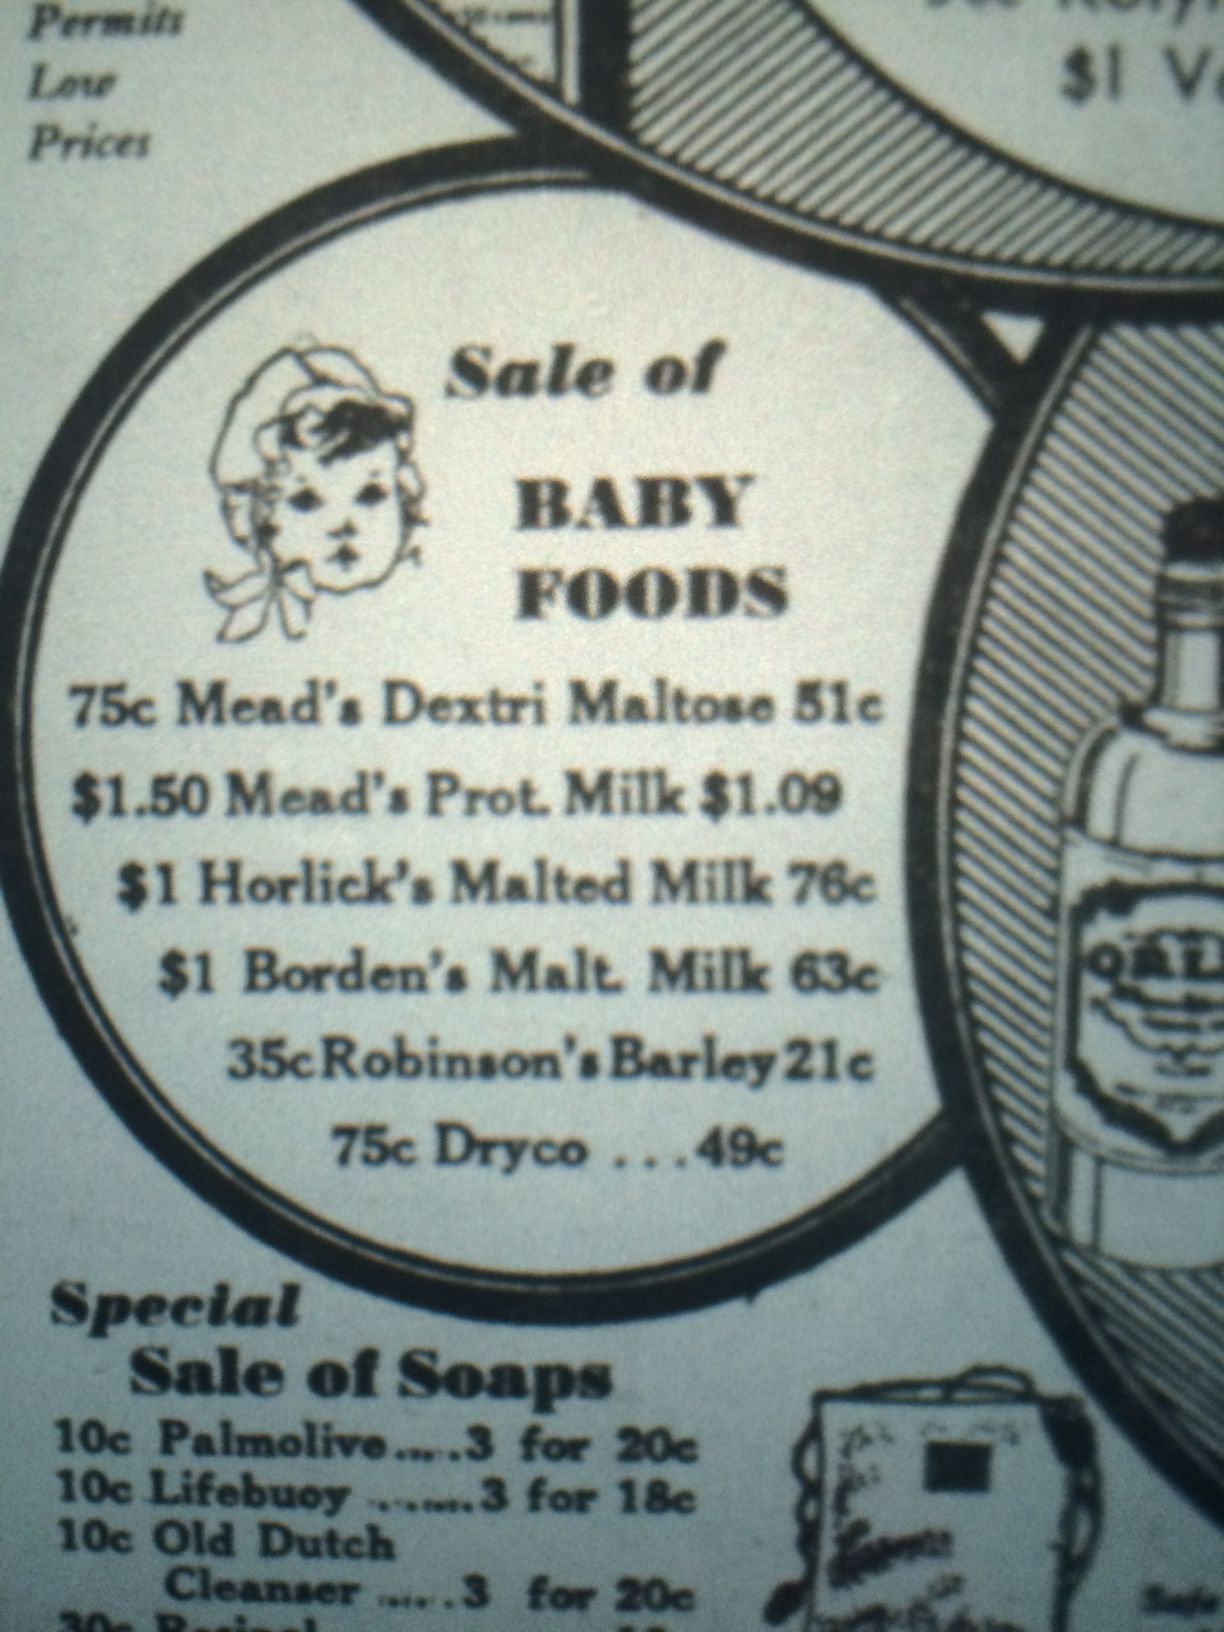 Permits
Low
Prices
$1
Sale of
BABY
FOODS
75c Mead's Dextri Maltose 51c
$1.50 Mead's Prot. Milk $1.09
$1 Horlick's Malted Milk 76c
$1 Borden's Malt. Milk 63c
35c Robinson's Barley 21c
75c Dryco ...49c
Special
Sale of Soaps
10c Palmolive.....3 for 20c
10c Lifebuoy .......3 for 18c
10c Old Dutch
Cleanser .....3 for 20c